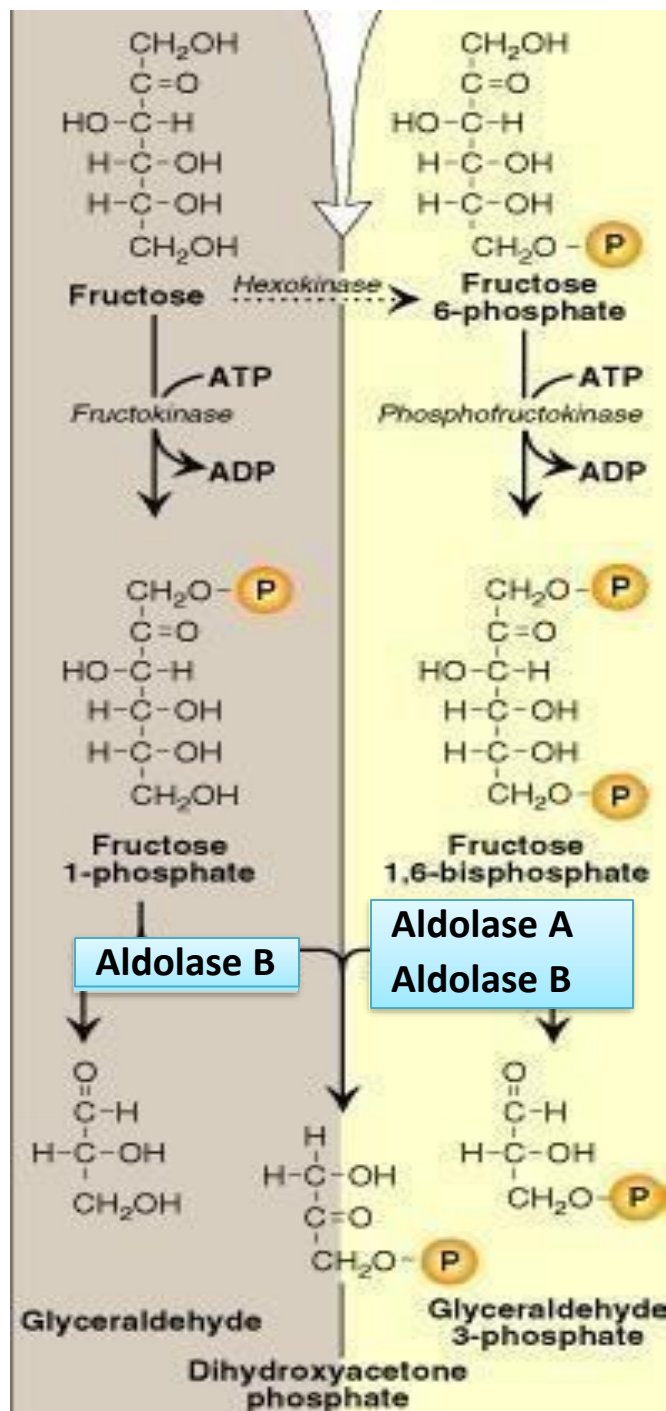 CH₂OH
C=O
HO-C-H
H-C-OH
H-C-OH
CH₂OH
Fructose
Hexokinase
CH₂OH
C=O
HO-C-H
H-C-OH
H-C-OH
CH₂O-P
Fructose
6-phosphate
ATP
Fructokinase
ADP
ATP
Phosphofructokinase
ADP
CH₂O-P
C=O
HO-C-H
H-C-OH
H-C-OH
CH₂OH
Fructose
1-phosphate
CH₂O-P
C=O
HO-C-H
H-C-OH
H-C-OH
CH₂O-P
Fructose
1,6-bisphosphate
Aldolase B
Aldolase A
Aldolase B
O
C-H
H-C-OH
CH₂OH
Glyceraldehyde
H
H-C-OH
C=O
CH₂O-P
Dihydroxyacetone
phosphate
O
C-H
H-C-OH
CH₂O-P
Glyceraldehyde
3-phosphate